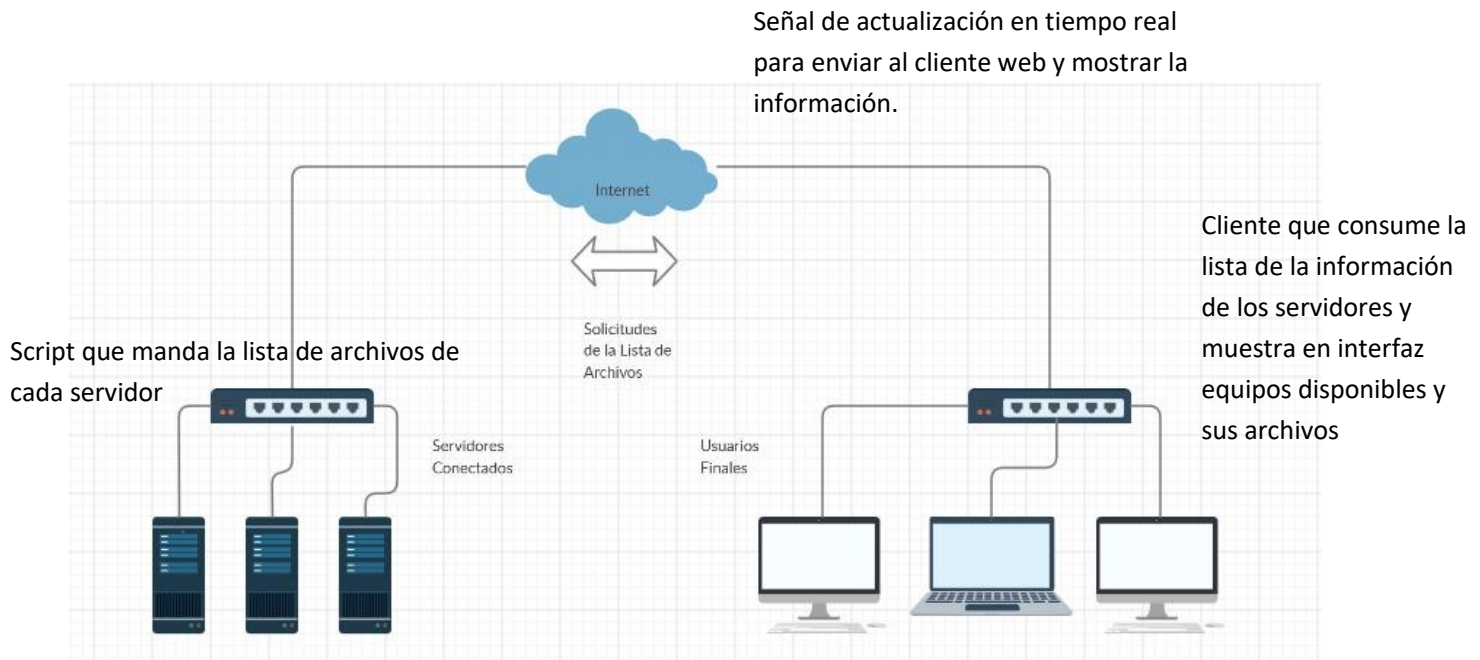 Señal de actualización en tiempo real
para enviar al cliente web y mostrar la
información.
Internet
Cliente que consume la
lista de la información
de los servidores y
muestra en interfaz
equipos disponibles y
sus archivos
Solicitudes
de la Lista de
Archivos
Script que manda la lista de archivos de
cada servidor
Servidores
Conectados
Usuarios
Finales